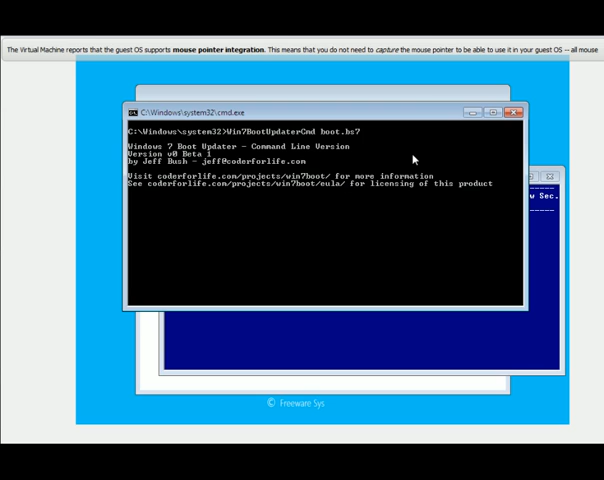 The Virtual Machine reports that the guest OS supports mouse pointer integration. This means that you do not need to capture the mouse pointer to be able to use it in your guest OS -- all mouse
C:\Windows\system32\cmd.exe
C:\Windows\system32>Win7BootUpdaterCmd boot.bs7
Windows 7 Boot Updater - Command Line Version
Version v0 Beta 1
by Jeff Bush - jeff@coderforlife.com
Visit coderforlife.com/projects/win7boot/ for more information
See coderforlife.com/projects/win7boot/eula/ for licensing of this product
w Sec.
© Freeware Sys